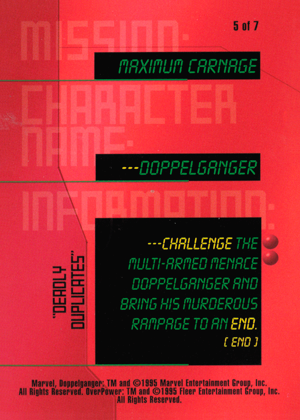 5 of 7
MISSION:
MAXIMUM CARNAGE
CHARACTER
NAME:
---DOPPELGANGER
INFORMATION:
---CHALLENGE THE
MULTI-ARMED MENACE
DOPPELGANGER AND
BRING HIS MURDEROUS
RAMPAGE TO AN END.
( END )
"DEADLY
DUPLICATES"
Marvel, Doppelganger: TM and ©1995 Marvel Entertainment Group, Inc.
All Rights Reserved. OverPower: TM and ©1995 Fleer Entertainment Group, Inc.
All Rights Reserved.